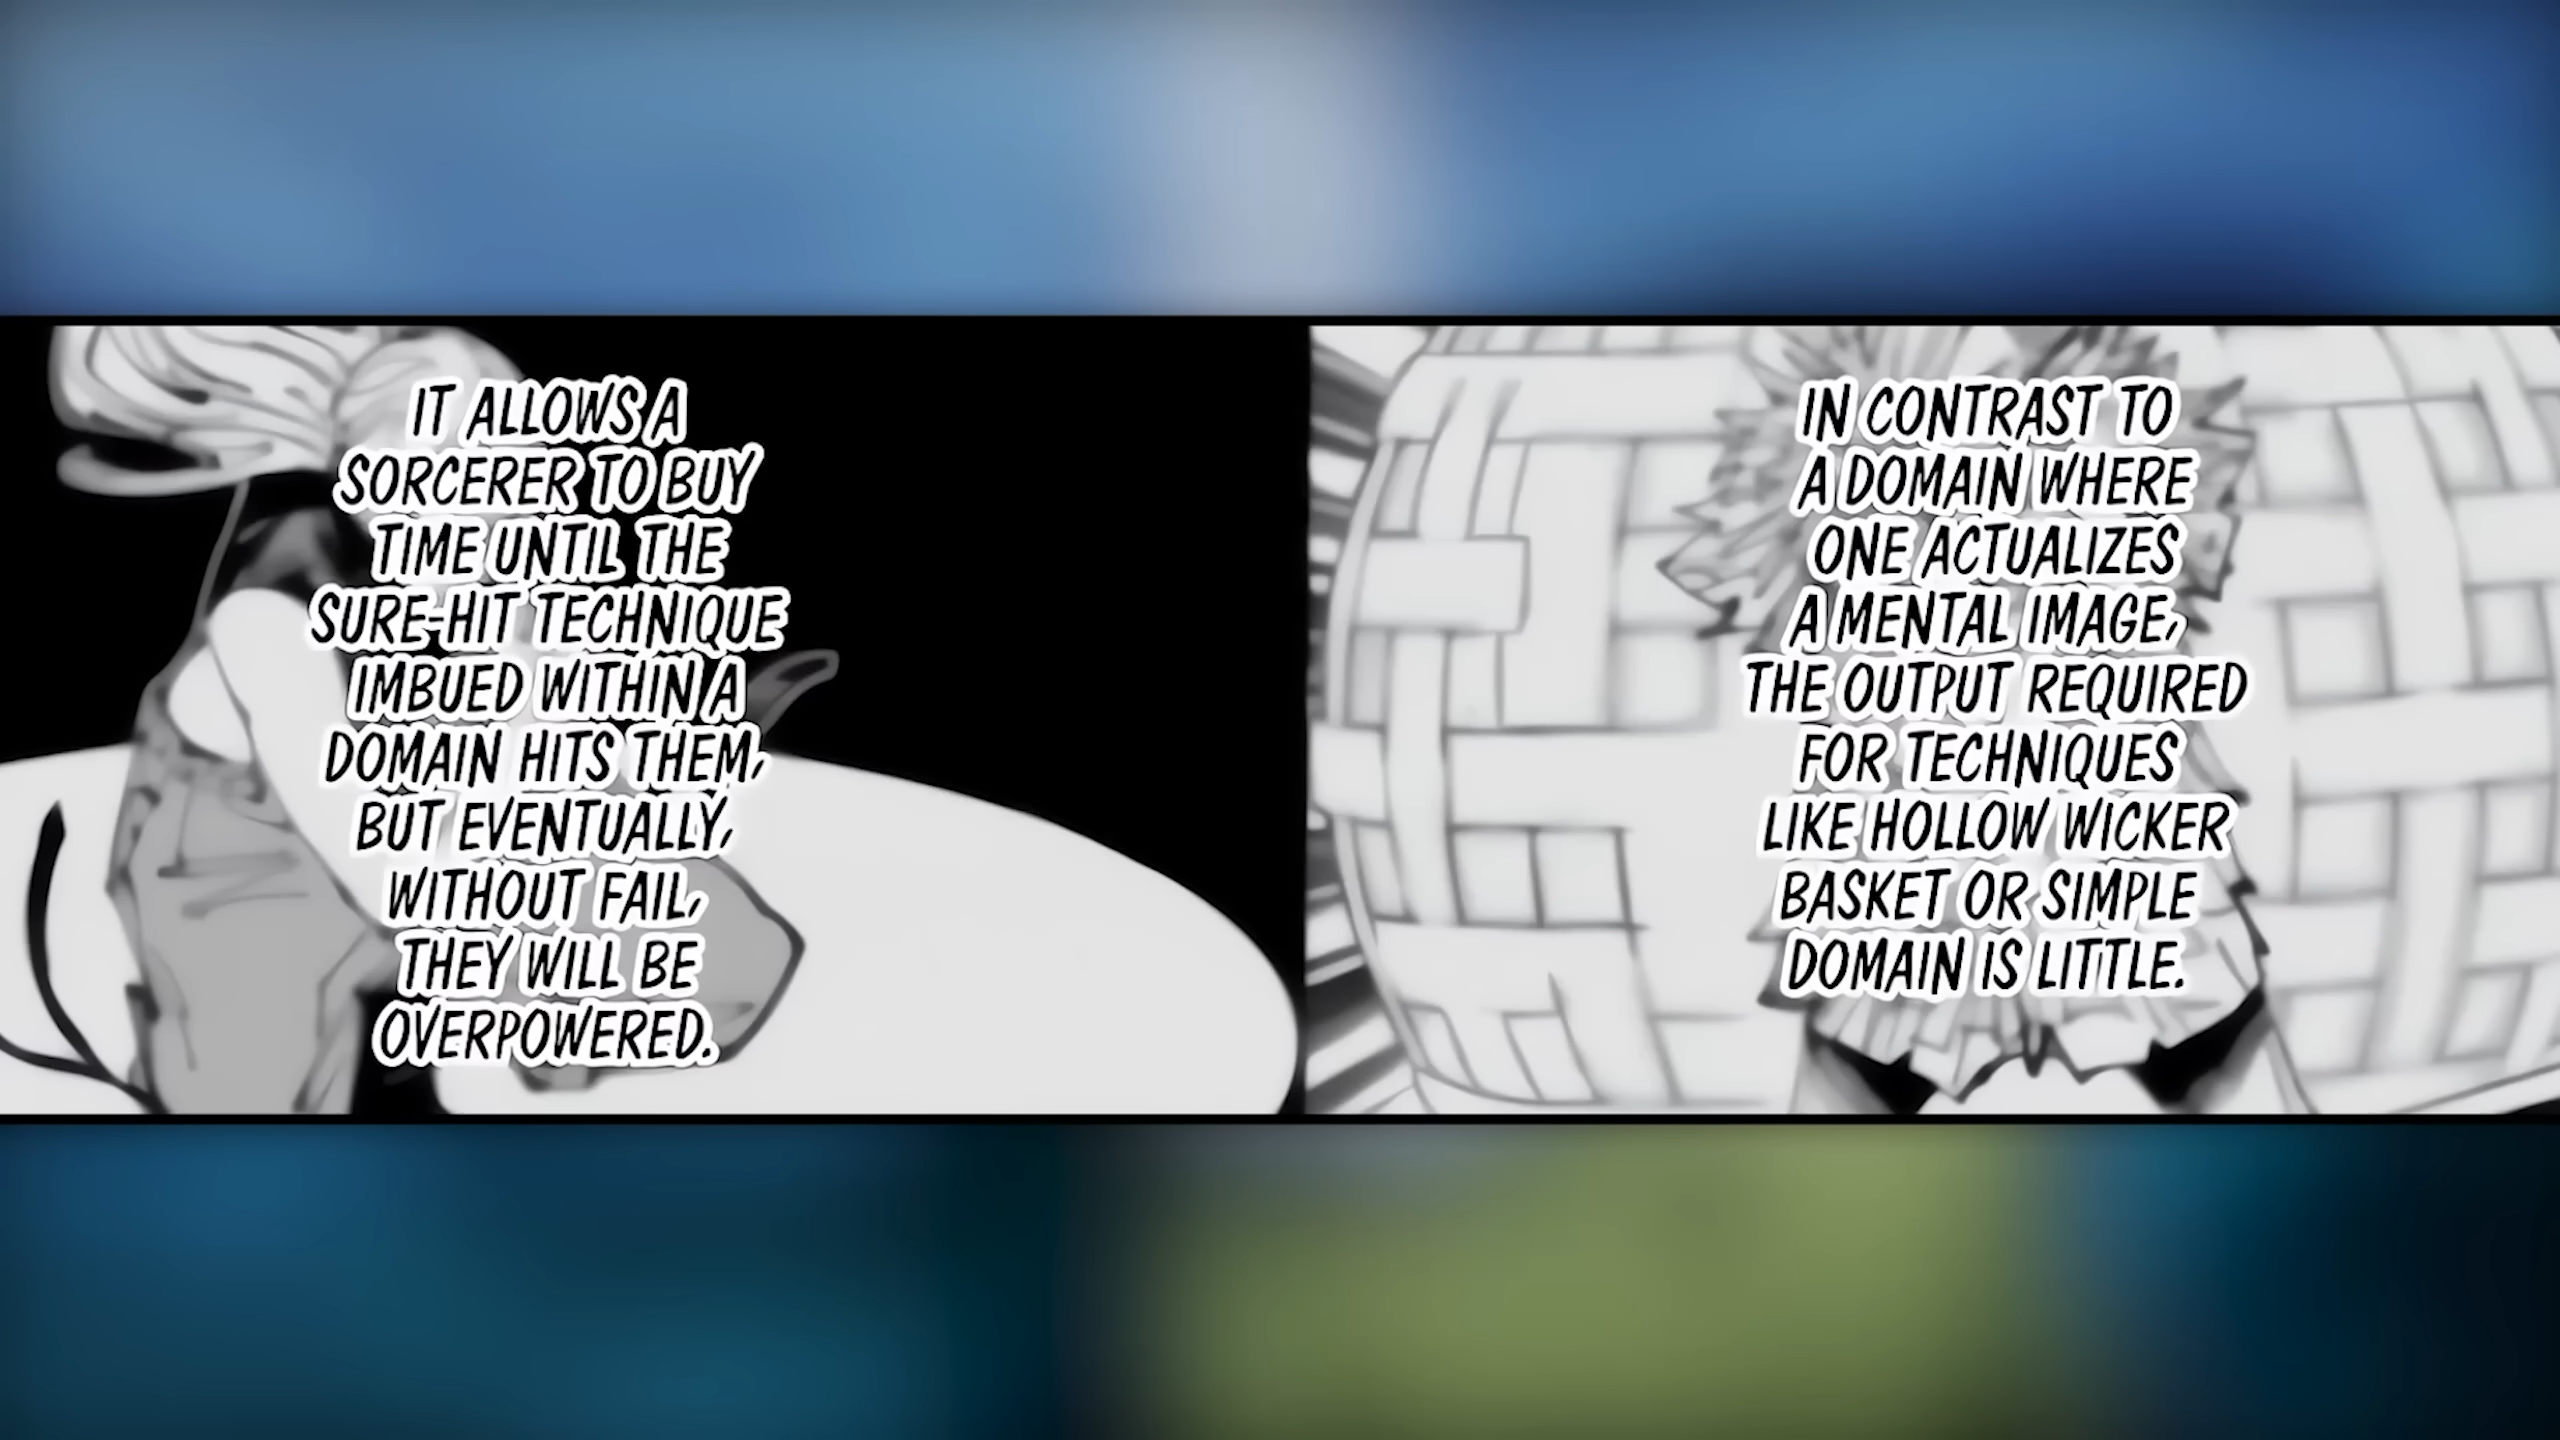 IN CONTRAST TO
A DOMAIN WHERE
ONE ACTUALIZES
A MENTAL IMAGE,
THE OUTPUT REQUIRED
FOR TECHNIQUES
LIKE HOLLOW WICKER
BASKET OR SIMPLE
DOMAIN IS LITTLE.
IT ALLOWS A
SORCERER TO BUY
TIME UNTIL THE
SURE-HIT TECHNIQUE
IMBUED WITHIN A
DOMAIN HITS THEM,
BUT EVENTUALLY,
WITHOUT FAIL,
THEY WILL BE
OVERPOWERED.